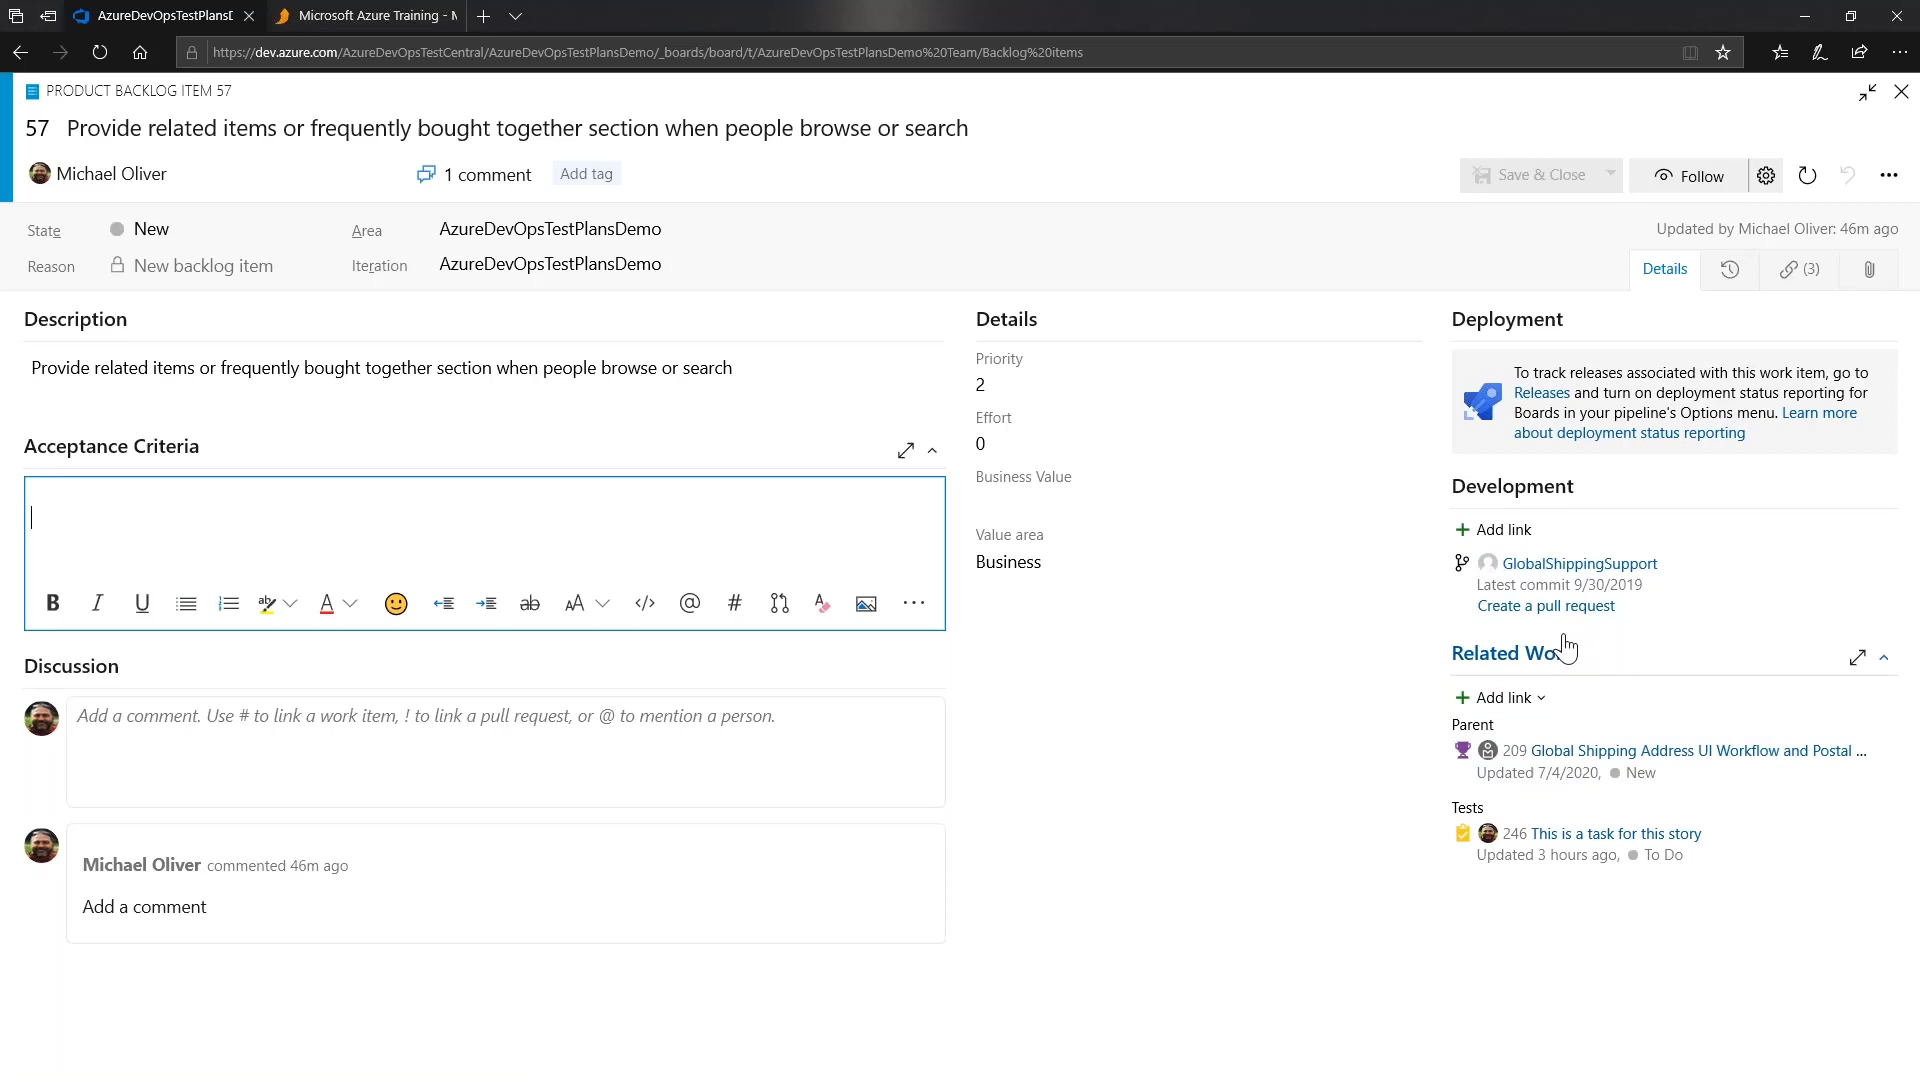 AzureDevOpsTestPlansD
Microsoft Azure Training - M
https://dev.azure.com/AzureDevOpsTestCentral/AzureDevOpsTestPlansDemo/_boards/board/t/AzureDevOpsTestPlansDemo%20Team/Backlog%20items
PRODUCT BACKLOG ITEM 57
57 Provide related items or frequently bought together section when people browse or search
Michael Oliver
1 comment
Add tag
Save & Close
Follow
State
New
Area
AzureDevOpsTestPlansDemo
Updated by Michael Oliver: 46m ago
Reason
New backlog item
Iteration
AzureDevOpsTestPlansDemo
Details
(3)
Description
Provide related items or frequently bought together section when people browse or search
Acceptance Criteria
Discussion
Add a comment. Use # to link a work item, ! to link a pull request, or @ to mention a person.
Michael Oliver commented 46m ago
Add a comment
Details
Priority
2
Effort
0
Business Value
Value area
Business
Deployment
To track releases associated with this work item, go to
Releases and turn on deployment status reporting for
Boards in your pipeline's Options menu. Learn more
about deployment status reporting
Development
Add link
GlobalShippingSupport
Latest commit 9/30/2019
Create a pull request
Related Wo
Add link
Parent
209 Global Shipping Address UI Workflow and Postal ...
Updated 7/4/2020, New
Tests
246 This is a task for this story
Updated 3 hours ago, To Do